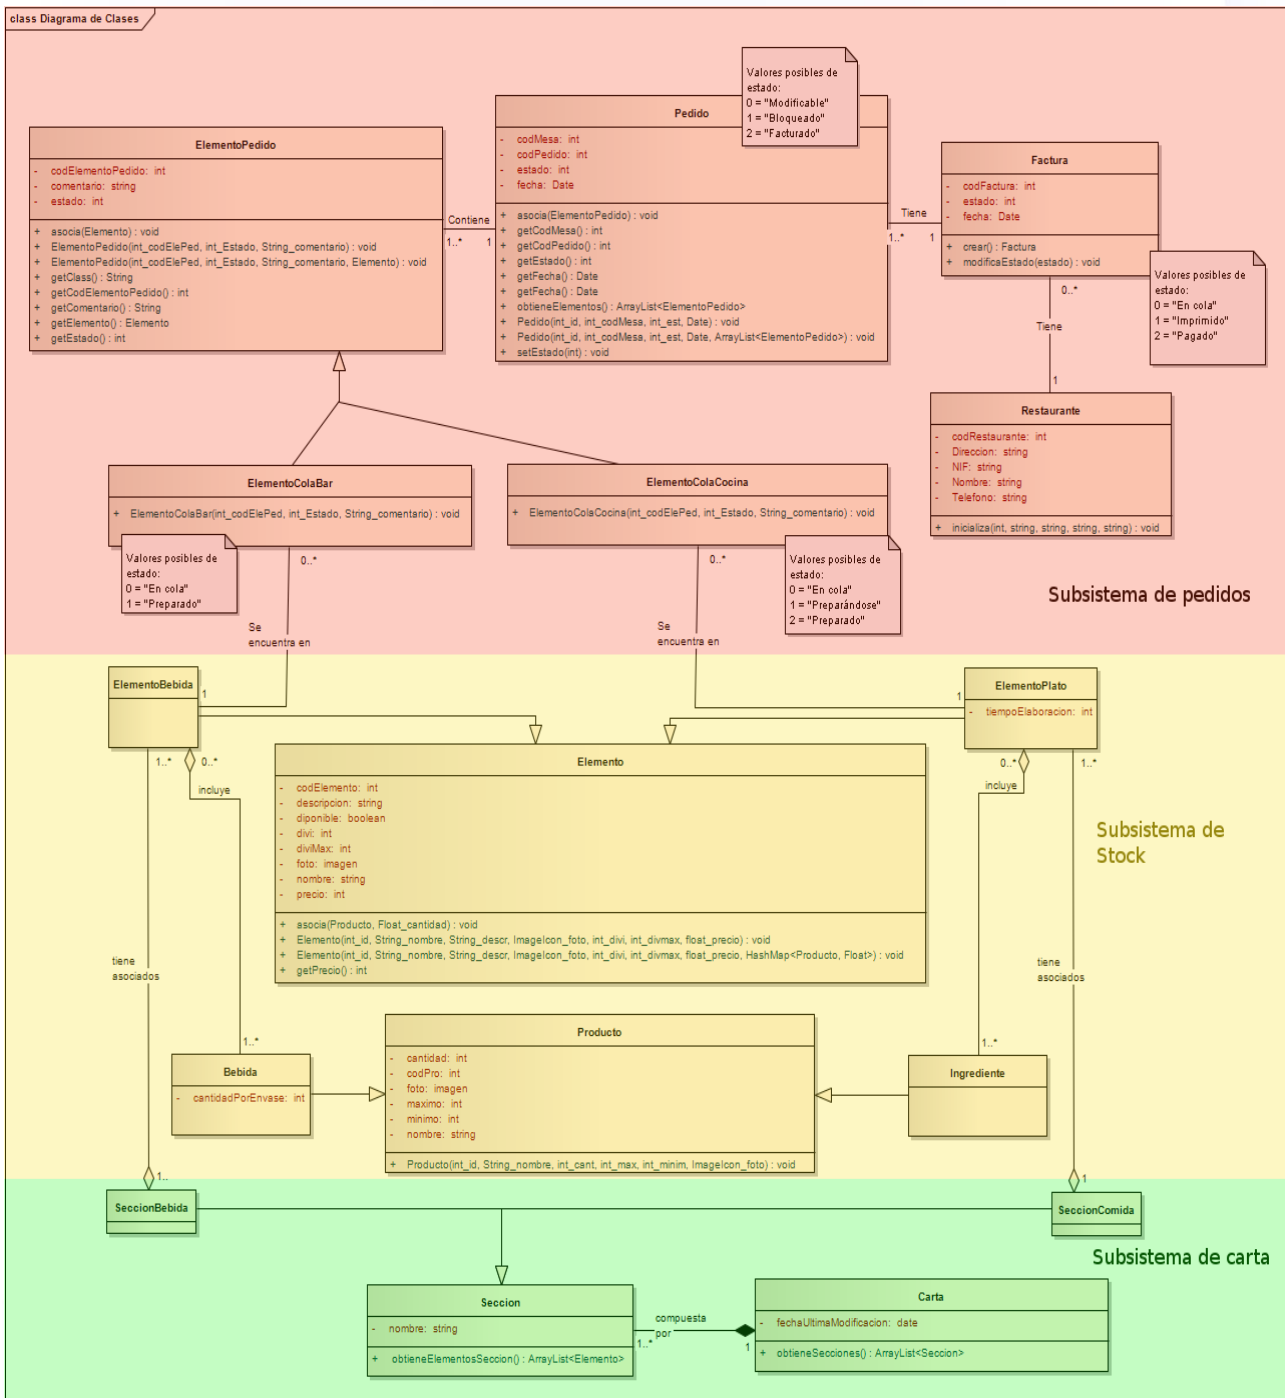 class Diagrama de Clases
Valores posibles de
estado:
0 = "Modificable"
1 = "Bloqueado"
2 = "Facturado"
Pedido
- codMesa: int
- codPedido: int
- estado: int
- fecha: Date
+ asocia(ElementoPedido) : void
+ getCodMesa() : int
+ getCodPedido() : int
+ getEstado() : int
+ getFecha() : Date
+ getFecha() : Date
+ obtieneElementos() : ArrayList<ElementoPedido>
+ Pedido(int_id, int_codMesa, int_est, Date) : void
+ Pedido(int_id, int_codMesa, int_est, Date, ArrayList<ElementoPedido>) : void
+ setEstado(int) : void
ElementoPedido
- codElementoPedido: int
- comentario: string
- estado: int
+ asocia(Elemento) : void
+ ElementoPedido(int_codElePed, int_Estado, String_comentario) : void
+ ElementoPedido(int_codElePed, int_Estado, String_comentario, Elemento) : void
+ getClass() : String
+ getCodElementoPedido() : int
+ getComentario() : String
+ getElemento() : Elemento
+ getEstado() : int
Contiene
1..* 1
Tiene
1..* 1
Factura
- codFactura: int
- estado: int
- fecha: Date
+ crear() : Factura
+ modificaEstado(estado) : void
Valores posibles de
estado:
0 = "En cola"
1 = "Imprimido"
2 = "Pagado"
0..*
Tiene
1
Restaurante
- codRestaurante: int
- Direccion: string
- NIF: string
- Nombre: string
- Telefono: string
+ inicializa(int, string, string, string, string) : void
ElementoColaBar
+ ElementoColaBar(int_codElePed, int_Estado, String_comentario) : void
Valores posibles de
estado:
0 = "En cola"
1 = "Preparado"
0..*
ElementoColaCocina
+ ElementoColaCocina(int_codElePed, int_Estado, String_comentario) : void
0..*
Valores posibles de
estado:
0 = "En cola"
1 = "Preparándose"
2 = "Preparado"
Subsistema de pedidos
Se
encuentra en
Se
encuentra en
ElementoBebida
1
1..* 0..*
incluye
ElementoPlato
- tiempoElaboracion: int
1
0..* 1..*
incluye
Elemento
- codElemento: int
- descripcion: string
- diponible: boolean
- divi: int
- diviMax: int
- foto: imagen
- nombre: string
- precio: int
+ asocia(Producto, Float_cantidad) : void
+ Elemento(int_id, String_nombre, String_descr, ImageIcon_foto, int_divi, int_divmax, float_precio) : void
+ Elemento(int_id, String_nombre, String_descr, ImageIcon_foto, int_divi, int_divmax, float_precio, HashMap<Producto, Float>) : void
+ getPrecio() : int
Subsistema de
Stock
tiene
asociados
tiene
asociados
1..*
1..*
Bebida
- cantidadPorEnvase: int
Producto
- cantidad: int
- codPro: int
- foto: imagen
- maximo: int
- minimo: int
- nombre: string
+ Producto(int_id, String_nombre, int_cant, int_max, int_minim, ImageIcon_foto) : void
Ingrediente
1..
1
SeccionBebida
SeccionComida
Subsistema de carta
Seccion
- nombre: string
+ obtieneElementosSeccion() : ArrayList<Elemento>
compuesta
por
1..* 1
Carta
- fechaUltimaModificacion: date
+ obtieneSecciones() : ArrayList<Seccion>